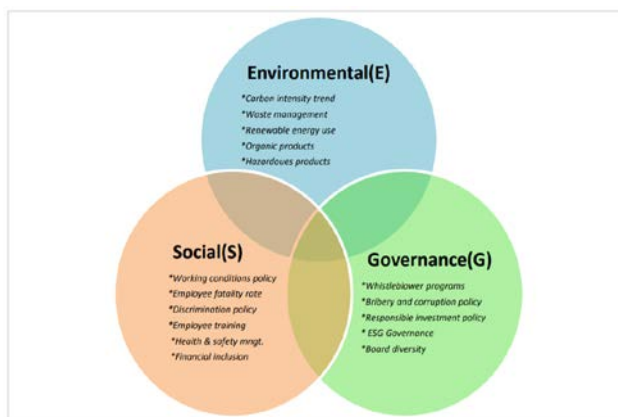 Environmental(E)
*Carbon intensity trend
*Waste management
*Renewable energy use
*Organic products
*Hazardoues products
Social(S)
*Working conditions policy
*Employee fatality rate
*Discrimination policy
*Employee training
*Health & safety mngt.
*Financial inclusion
Governance(G)
*Whistleblower programs
*Bribery and corruption policy
*Responsible investment policy
* ESG Governance
*Board diversity